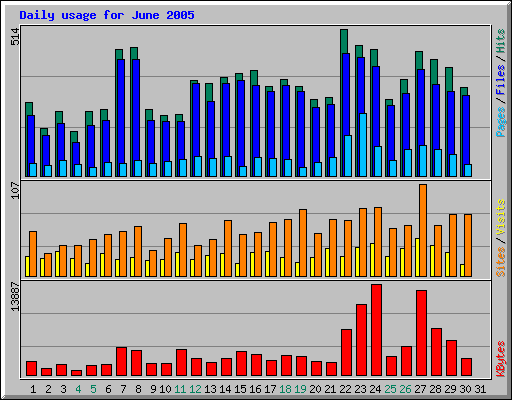 Daily usage for June 2005
514
Pages / Files / Hits
107
Sites / Visits
13887
KBytes
1 2 3 4 5 6 7 8 9 10 11 12 13 14 15 16 17 18 19 20 21 22 23 24 25 26 27 28 29 30 31